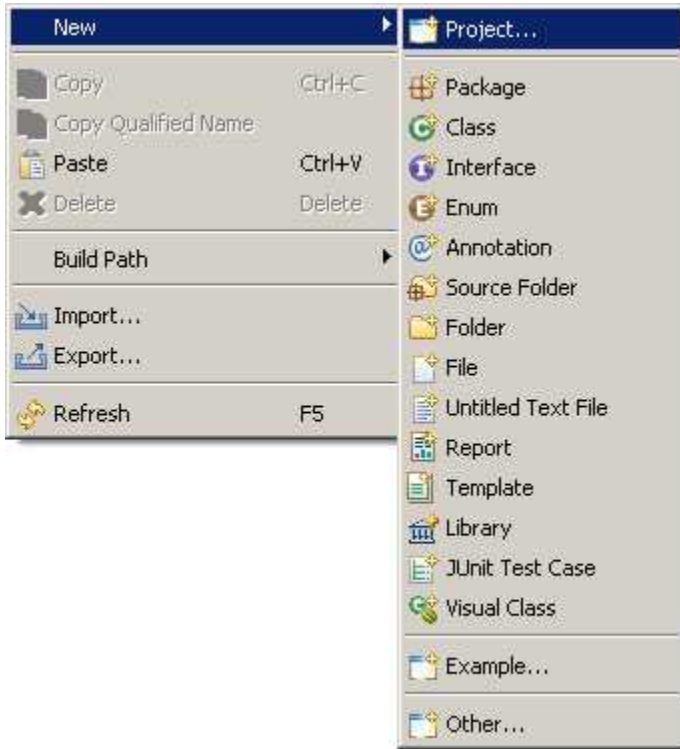 New
Copy Ctrl+C
Copy Qualified Name
Paste Ctrl+V
Delete Delete
Build Path
Import...
Export...
Refresh F5
Project...
Package
Class
Interface
Enum
Annotation
Source Folder
Folder
File
Untitled Text File
Report
Template
Library
JUnit Test Case
Visual Class
Example...
Other...